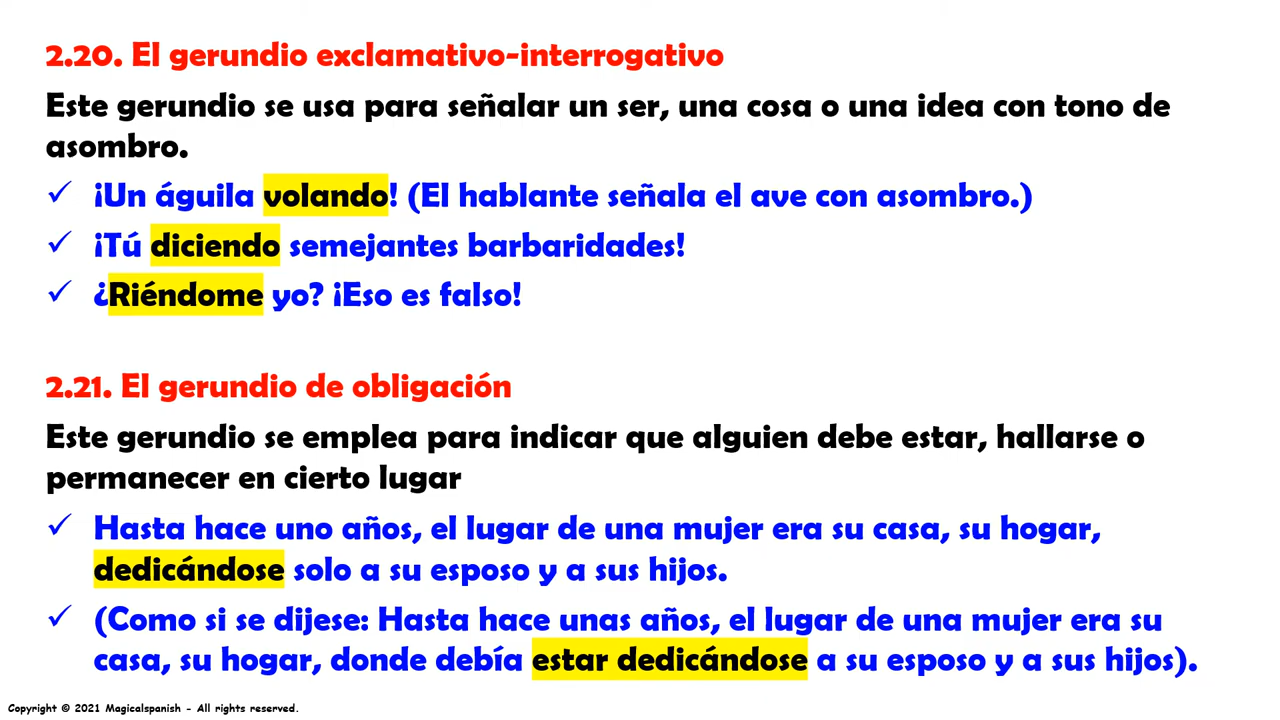 2.20. El gerundio exclamativo-interrogativo
Este gerundio se usa para señalar un ser, una cosa o una idea con tono de
asombro.
✓ ¡Un águila volando! (El hablante señala el ave con asombro.)
✓ ¡Tú diciendo semejantes barbaridades!
✓ ¿Riéndome yo? ¡Eso es falso!
2.21. El gerundio de obligación
Este gerundio se emplea para indicar que alguien debe estar, hallarse o
permanecer en cierto lugar
✓ Hasta hace uno años, el lugar de una mujer era su casa, su hogar,
dedicándose solo a su esposo y a sus hijos.
✓ (Como si se dijese: Hasta hace unas años, el lugar de una mujer era su
casa, su hogar, donde debía estar dedicándose a su esposo y a sus hijos).
Copyright © 2021 Magicalspanish - All rights reserved.